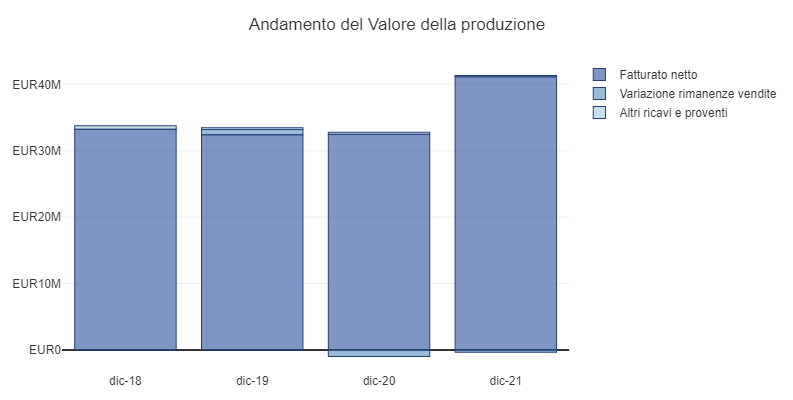 Andamento del Valore della produzione
EUR40M
EUR30M
EUR20M
EUR10M
EUR0
dic-18
dic-19
dic-20
dic-21
Fatturato netto
Variazione rimanenze vendite
Altri ricavi e proventi